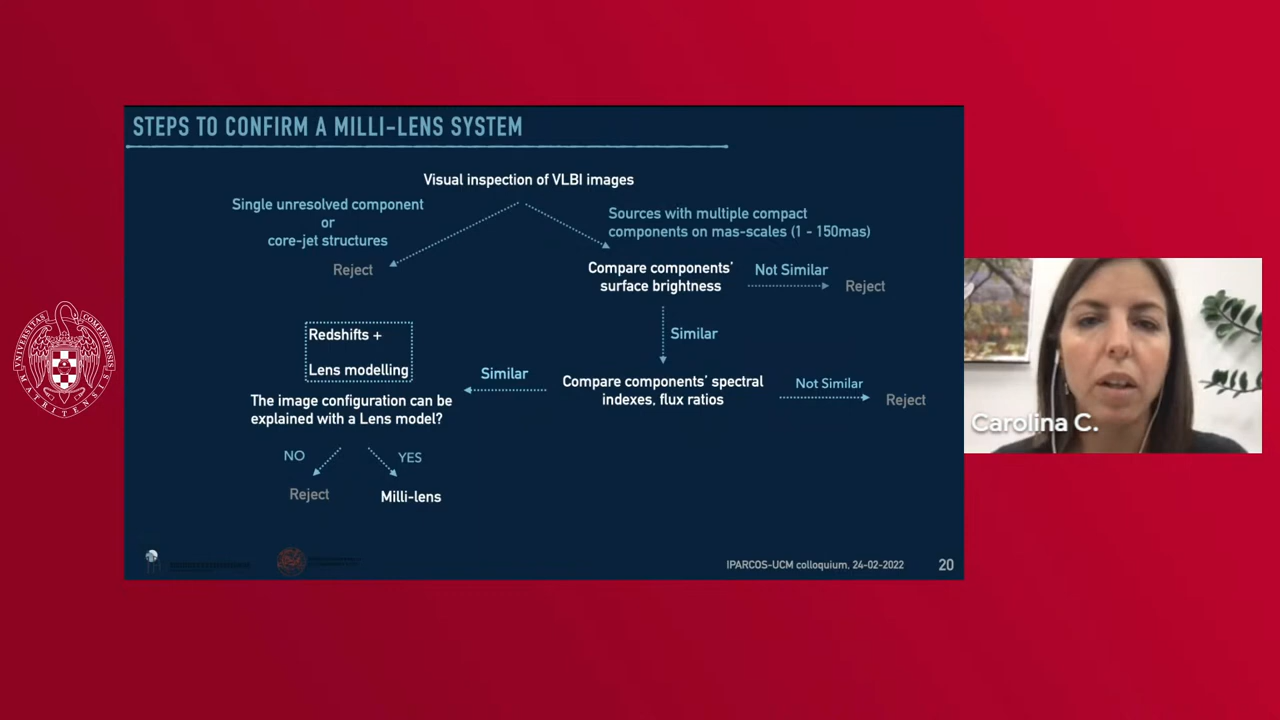 STEPS TO CONFIRM A MILLI-LENS SYSTEM
Visual inspection of VLBI images
Single unresolved component
or
core-jet structures
Reject
Sources with multiple compact
components on mas-scales (1 - 150mas)
Compare components’
surface brightness
Not Similar
Reject
Similar
Redshifts +
Lens modelling
Compare components’ spectral
indexes, flux ratios
Not Similar
Reject
Similar
The image configuration can be
explained with a Lens model?
NO
YES
Reject
Milli-lens
IPARCOS-UCM colloquium, 24-02-2022
20
Carolina C.
VNIVERSITAS
COMPLVTENSIS
MATRITENSIS